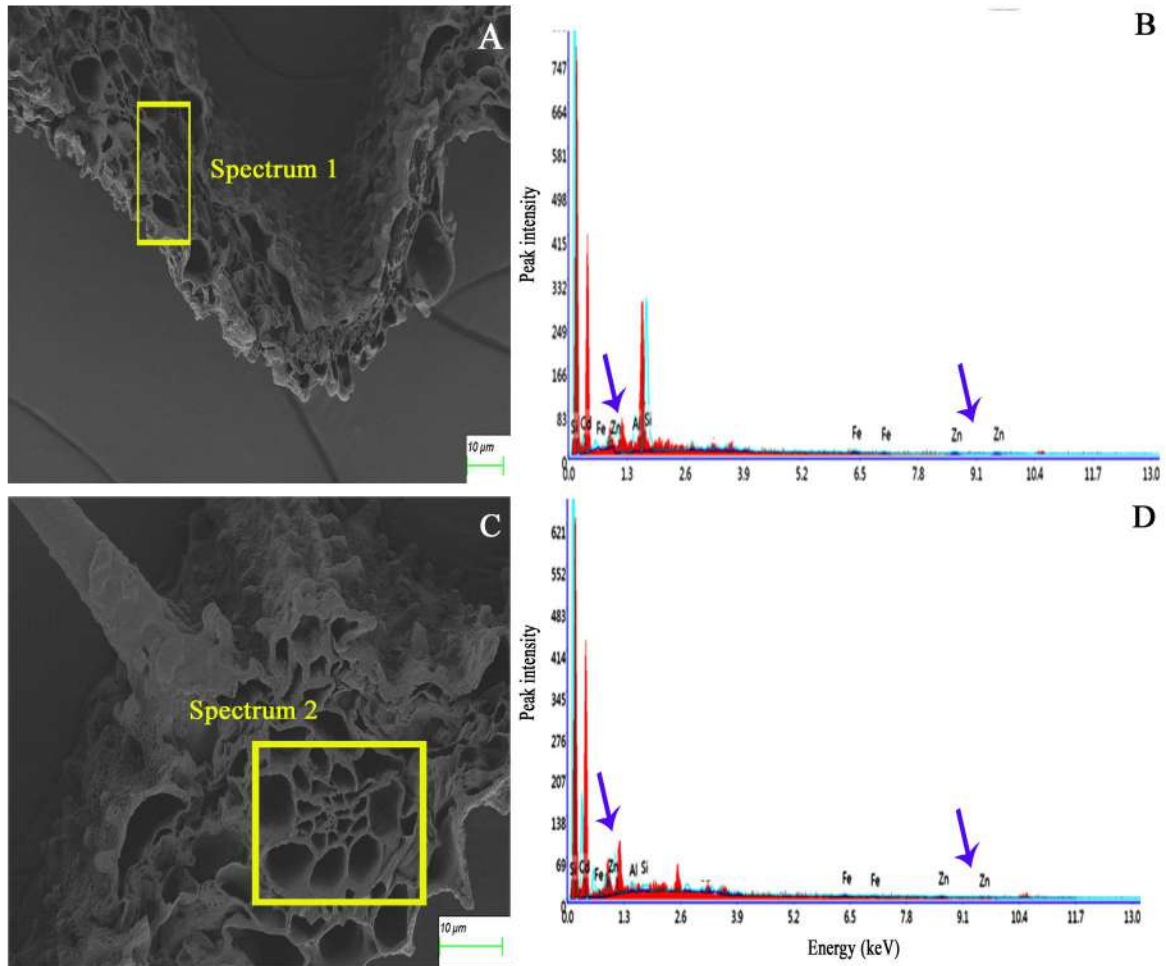 A
Spectrum 1
10 µm
B
Peak intensity
747
664
581
498
415
332
249
166
83
0
Si Cd Fe Zn Al Si Fe Fe Zn Zn
0.0 1.3 2.6 3.9 5.2 6.5 7.8 9.1 10.4 11.7 13.0
C
Spectrum 2
10 µm
D
Peak intensity
621
552
483
414
345
276
207
138
69
0
Si Cd Fe Zn Al Si Fe Fe Zn Zn
0.0 1.3 2.6 3.9 5.2 6.5 7.8 9.1 10.4 11.7 13.0
Energy (keV)